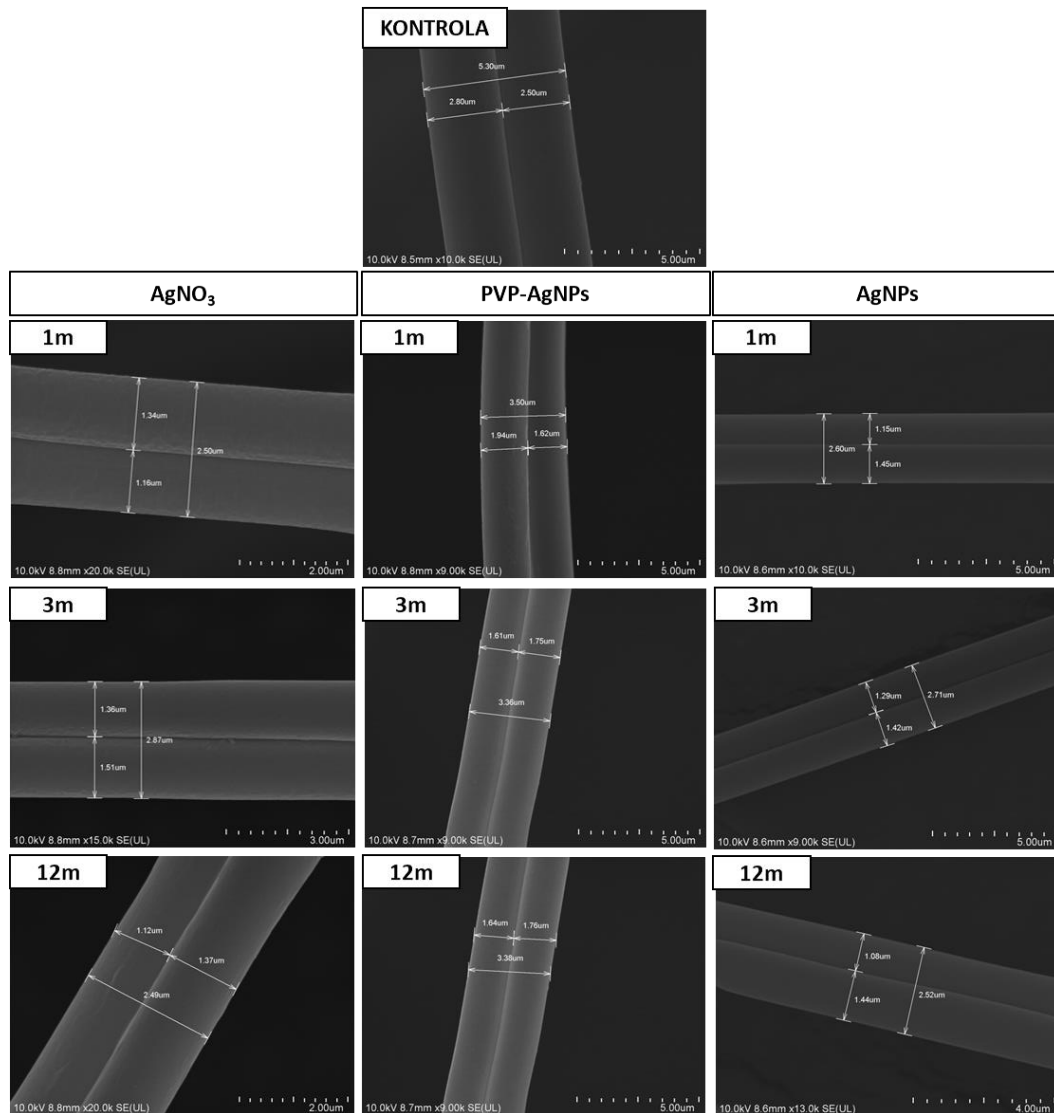 KONTROLA
5.30um
2.80um
2.50um
10.0kV 8.5mm x10.0k SE(UL)
5.00um
AgNO₃
PVP-AgNPs
AgNPs
1m
1.34um
2.50um
1.16um
10.0kV 8.8mm x20.0k SE(UL)
2.00um
1m
3.50um
1.94um
1.62um
10.0kV 8.8mm x9.00k SE(UL)
5.00um
1m
1.15um
2.60um
1.45um
10.0kV 8.6mm x10.0k SE(UL)
5.00um
3m
1.36um
2.87um
1.51um
10.0kV 8.8mm x15.0k SE(UL)
3.00um
3m
1.61um
1.75um
3.36um
10.0kV 8.7mm x9.00k SE(UL)
5.00um
3m
1.29um
2.71um
1.42um
10.0kV 8.6mm x9.00k SE(UL)
5.00um
12m
1.12um
1.37um
2.49um
10.0kV 8.8mm x20.0k SE(UL)
2.00um
12m
1.64um
1.76um
3.38um
10.0kV 8.7mm x9.00k SE(UL)
5.00um
12m
1.08um
2.52um
1.44um
10.0kV 8.6mm x13.0k SE(UL)
4.00um